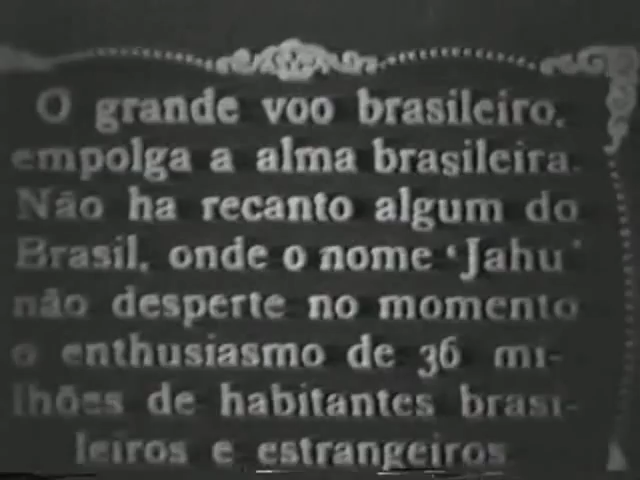 O grande voo brasileiro,
empolga a alma brasileira.
Não ha recanto algum do
Brasil, onde o nome ‘Jahu’
não desperte no momento
o enthusiasmo de 36 mi-
lhões de habitantes brasi-
leiros e estrangeiros